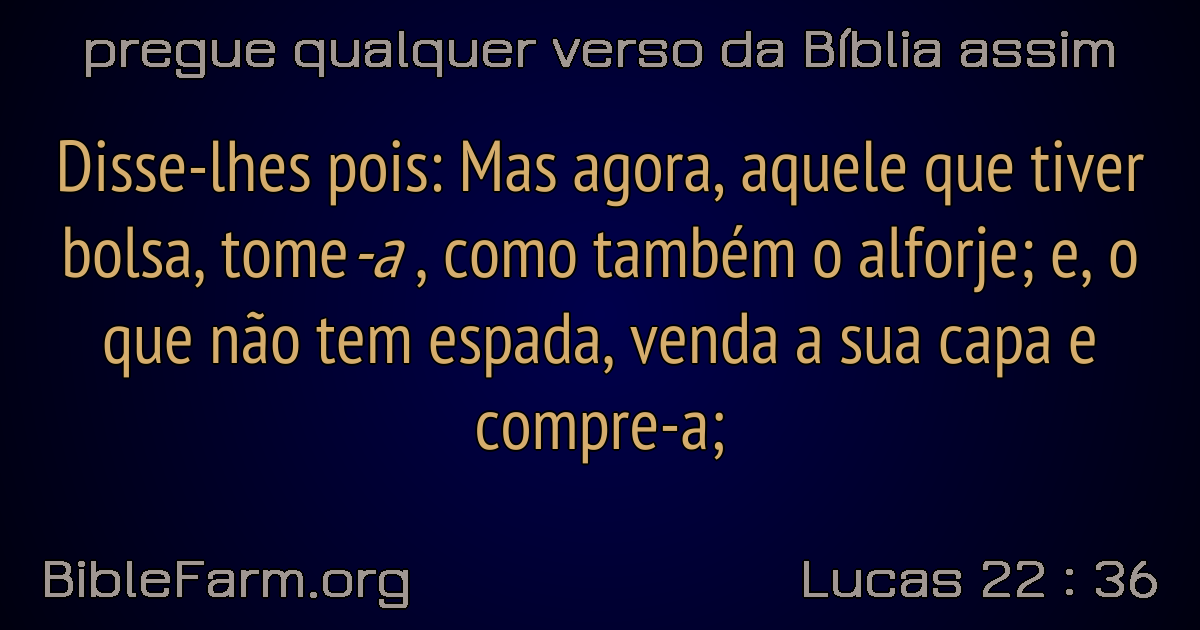 pregue qualquer verso da Bíblia assim
Disse-lhes pois: Mas agora, aquele que tiver
bolsa, tome-a , como também o alforje; e, o
que não tem espada, venda a sua capa e
compre-a;
BibleFarm.org
Lucas 22 : 36